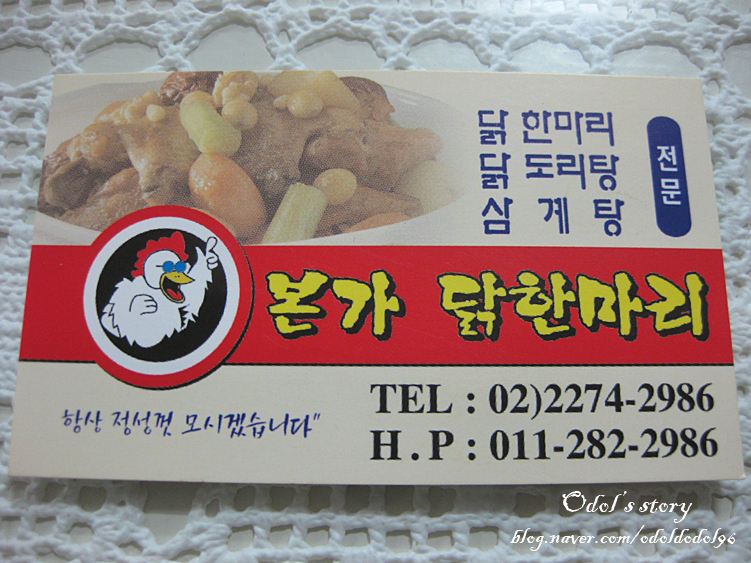 닭 한마리
닭 도리탕
삼 계 탕
전문
본가 닭한마리
항상 정성껏 모시겠습니다"
TEL : 02)2274-2986
H.P : 011-282-2986
Odol's story
blog.naver.com/odoldodol96